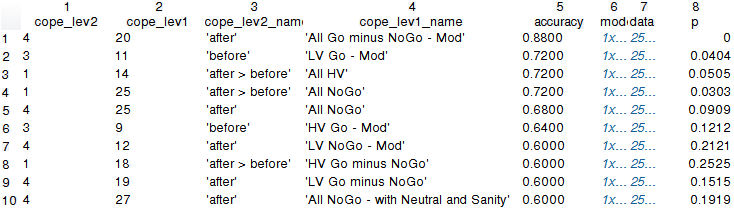 1 2 3 4 5 6 7 8
cope_lev2 cope_lev1 cope_lev2_name cope_lev1_name accuracy mod data p
1 4 20 'after' 'All Go minus NoGo - Mod' 0.8800 1x... 25... 0
2 3 11 'before' 'LV Go - Mod' 0.7200 1x... 25... 0.0404
3 1 14 'after > before' 'All HV' 0.7200 1x... 25... 0.0505
4 1 25 'after > before' 'All NoGo' 0.7200 1x... 25... 0.0303
5 4 25 'after' 'All NoGo' 0.6800 1x... 25... 0.0909
6 3 9 'before' 'HV Go - Mod' 0.6400 1x... 25... 0.1212
7 4 12 'after' 'LV NoGo - Mod' 0.6000 1x... 25... 0.2121
8 1 18 'after > before' 'HV Go minus NoGo' 0.6000 1x... 25... 0.2525
9 4 19 'after' 'LV Go minus NoGo' 0.6000 1x... 25... 0.1515
10 4 27 'after' 'All NoGo - with Neutral and Sanity' 0.6000 1x... 25... 0.1919